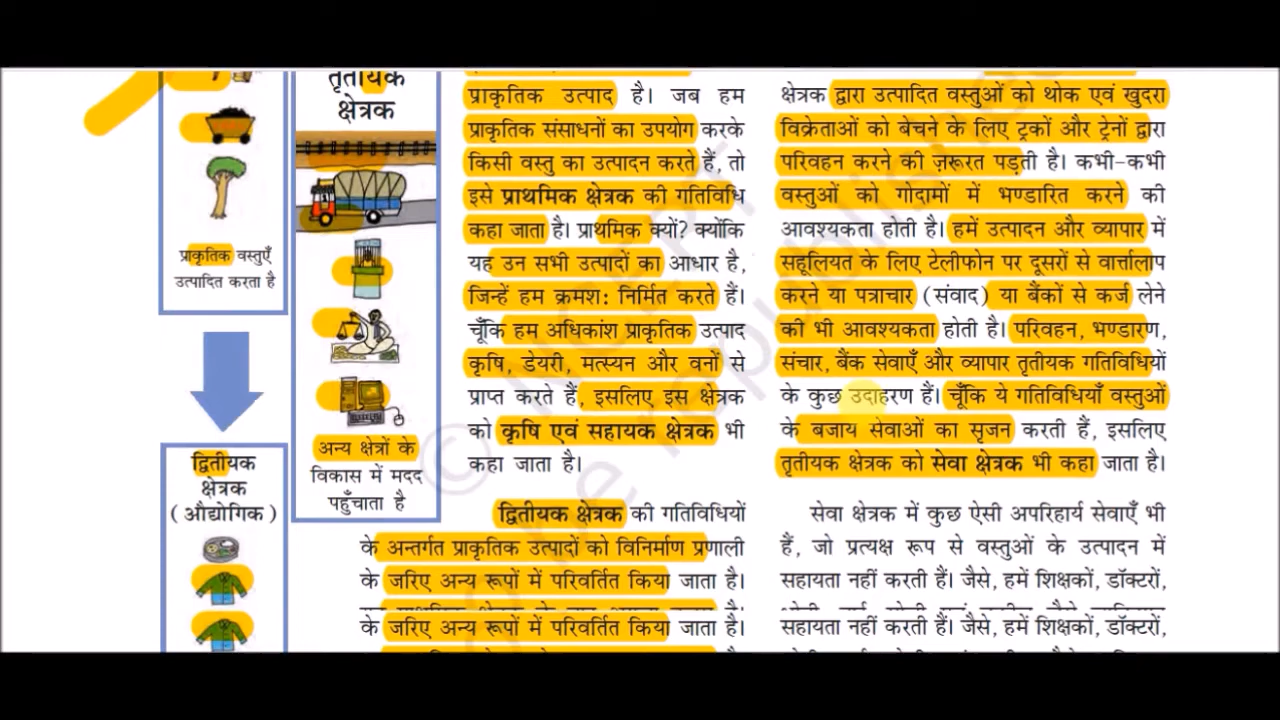 प्राकृतिक वस्तुएँ
उत्पादित करता है
द्वितीयक
क्षेत्रक
( औद्योगिक )
तृतीयक
क्षेत्रक
अन्य क्षेत्रों के
विकास में मदद
पहुँचाता है
प्राकृतिक उत्पाद है। जब हम
प्राकृतिक संसाधनों का उपयोग करके
किसी वस्तु का उत्पादन करते हैं, तो
इसे प्राथमिक क्षेत्रक की गतिविधि
कहा जाता है। प्राथमिक क्यों? क्योंकि
यह उन सभी उत्पादों का आधार है,
जिन्हें हम क्रमश: निर्मित करते हैं।
चूँकि हम अधिकांश प्राकृतिक उत्पाद
कृषि, डेयरी, मत्स्यन और वनों से
प्राप्त करते हैं, इसलिए इस क्षेत्रक
को कृषि एवं सहायक क्षेत्रक भी
कहा जाता है।
द्वितीयक क्षेत्रक की गतिविधियों
के अन्तर्गत प्राकृतिक उत्पादों को विनिर्माण प्रणाली
के जरिए अन्य रूपों में परिवर्तित किया जाता है।
के जरिए अन्य रूपों में परिवर्तित किया जाता है।
क्षेत्रक द्वारा उत्पादित वस्तुओं को थोक एवं खुदरा
विक्रेताओं को बेचने के लिए ट्रकों और ट्रेनों द्वारा
परिवहन करने की ज़रूरत पड़ती है। कभी-कभी
वस्तुओं को गोदामों में भण्डारित करने की
आवश्यकता होती है। हमें उत्पादन और व्यापार में
सहूलियत के लिए टेलीफोन पर दूसरों से वार्त्तालाप
करने या पत्राचार (संवाद) या बैंकों से कर्ज लेने
की भी आवश्यकता होती है। परिवहन, भण्डारण,
संचार, बैंक सेवाएँ और व्यापार तृतीयक गतिविधियों
के कुछ उदाहरण हैं। चूँकि ये गतिविधियाँ वस्तुओं
के बजाय सेवाओं का सृजन करती हैं, इसलिए
तृतीयक क्षेत्रक को सेवा क्षेत्रक भी कहा जाता है।
सेवा क्षेत्रक में कुछ ऐसी अपरिहार्य सेवाएँ भी
हैं, जो प्रत्यक्ष रूप से वस्तुओं के उत्पादन में
सहायता नहीं करती हैं। जैसे, हमें शिक्षकों, डॉक्टरों,
सहायता नहीं करती हैं। जैसे, हमें शिक्षकों, डॉक्टरों,
© NCERT
be republished